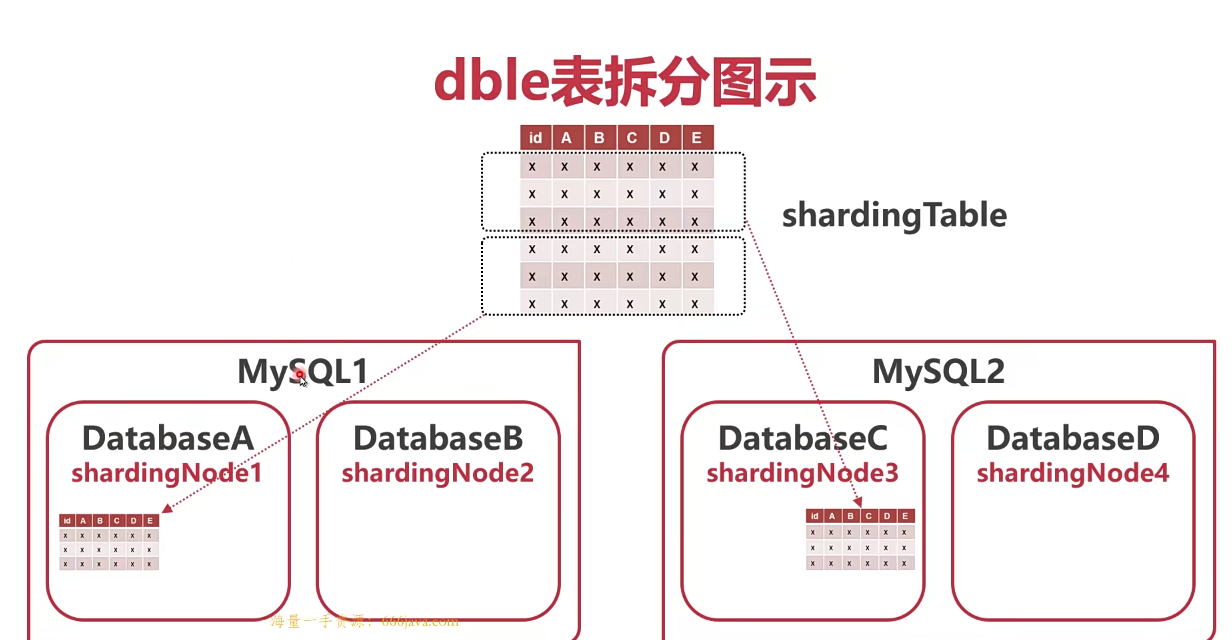 dble表拆分图示
id A B C D E
x x x x x x
x x x x x x
x x x x x x
x x x x x x
x x x x x x
x x x x x x
shardingTable
MySQL1
MySQL2
DatabaseA
shardingNode1
DatabaseB
shardingNode2
DatabaseC
shardingNode3
DatabaseD
shardingNode4
id A B C D E
x x x x x x
x x x x x x
x x x x x x
id A B C D E
x x x x x x
x x x x x x
x x x x x x
海量一手资源：666java.com